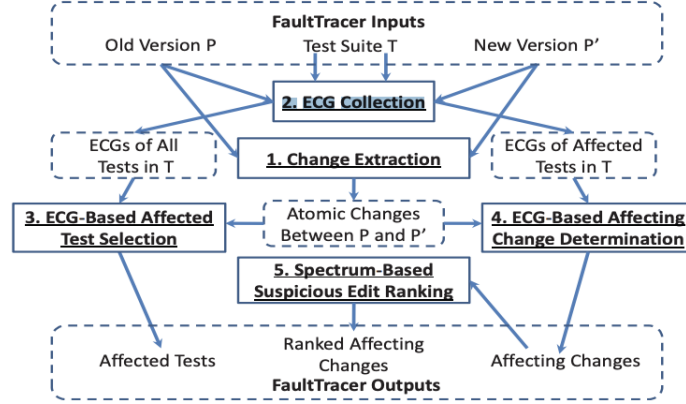 FaultTracer Inputs
Old Version P
Test Suite T
New Version P’
2. ECG Collection
ECGs of All
Tests in T
1. Change Extraction
ECGs of Affected
Tests in T
3. ECG-Based Affected
Test Selection
Atomic Changes
Between P and P’
4. ECG-Based Affecting
Change Determination
5. Spectrum-Based
Suspicious Edit Ranking
Affected Tests
Ranked Affecting
Changes
Affecting Changes
FaultTracer Outputs